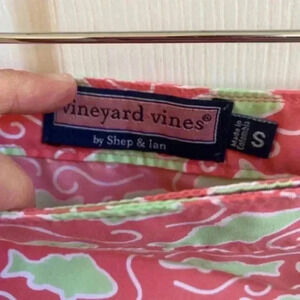 vineyard vines®
by Shep & Ian
Made in
Colombia
S